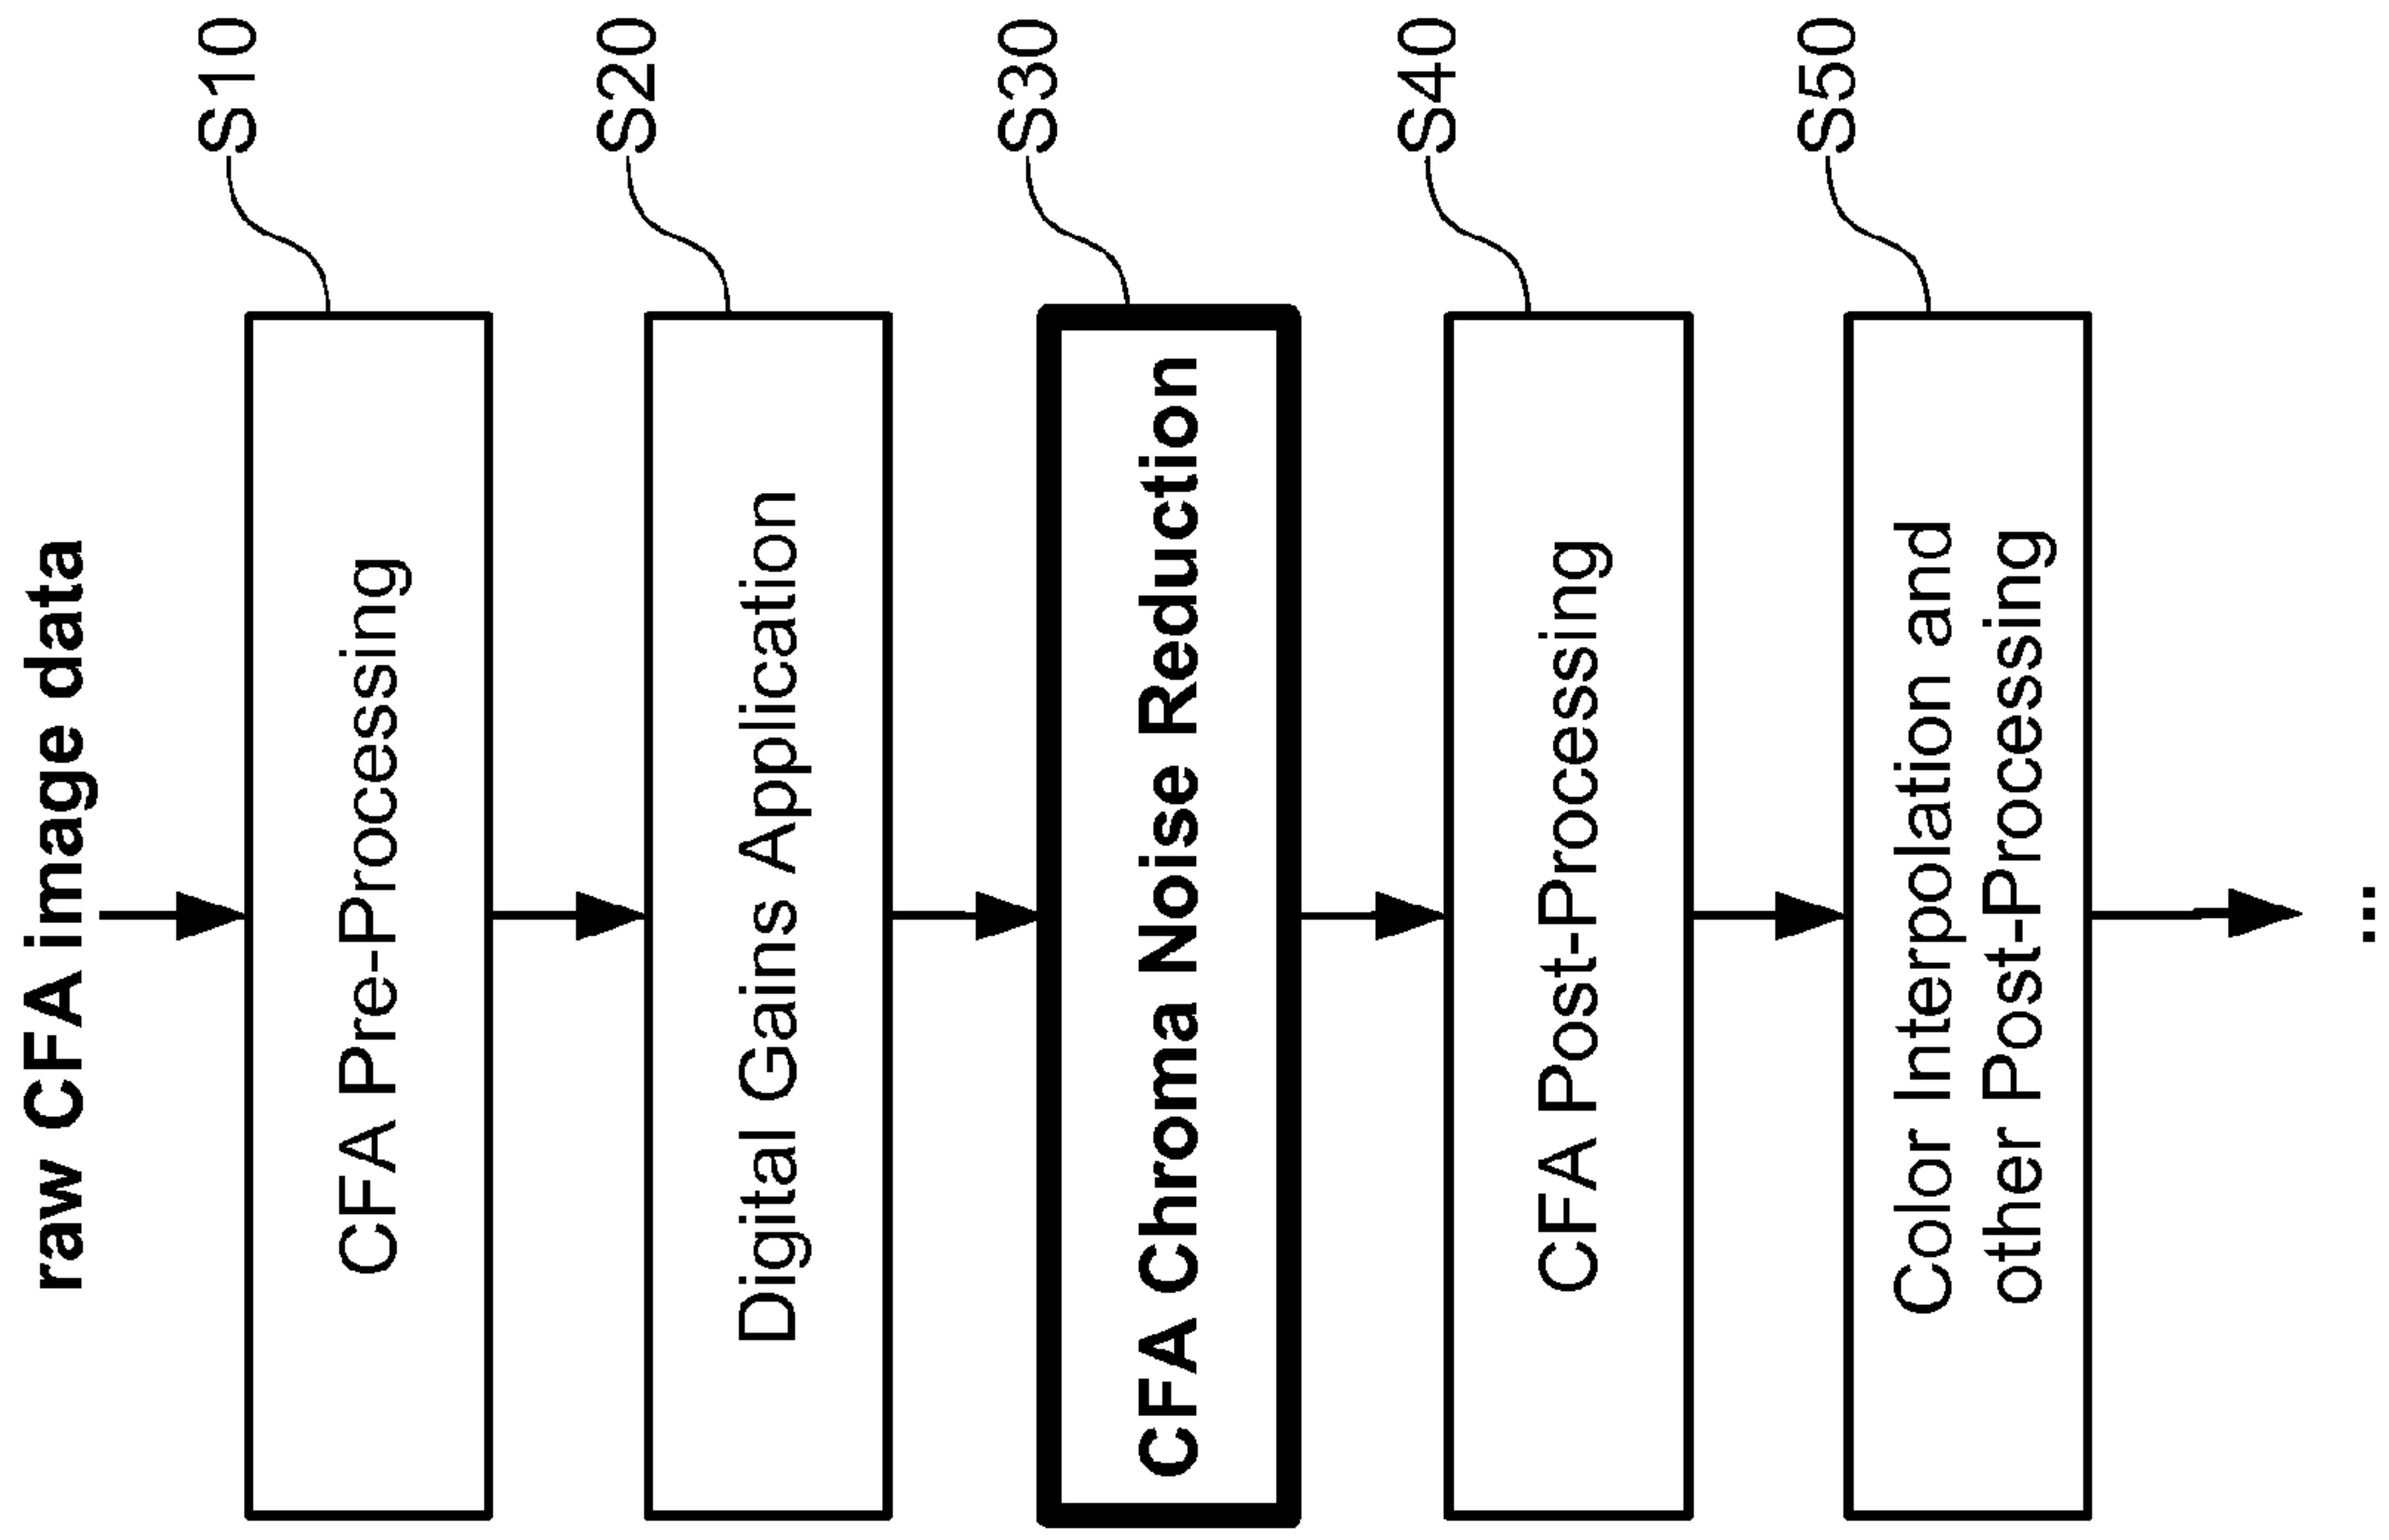 raw CFA image data
S10
CFA Pre-Processing
S20
Digital Gains Application
S30
CFA Chroma Noise Reduction
S40
CFA Post-Processing
S50
Color Interpolation and
other Post-Processing
...